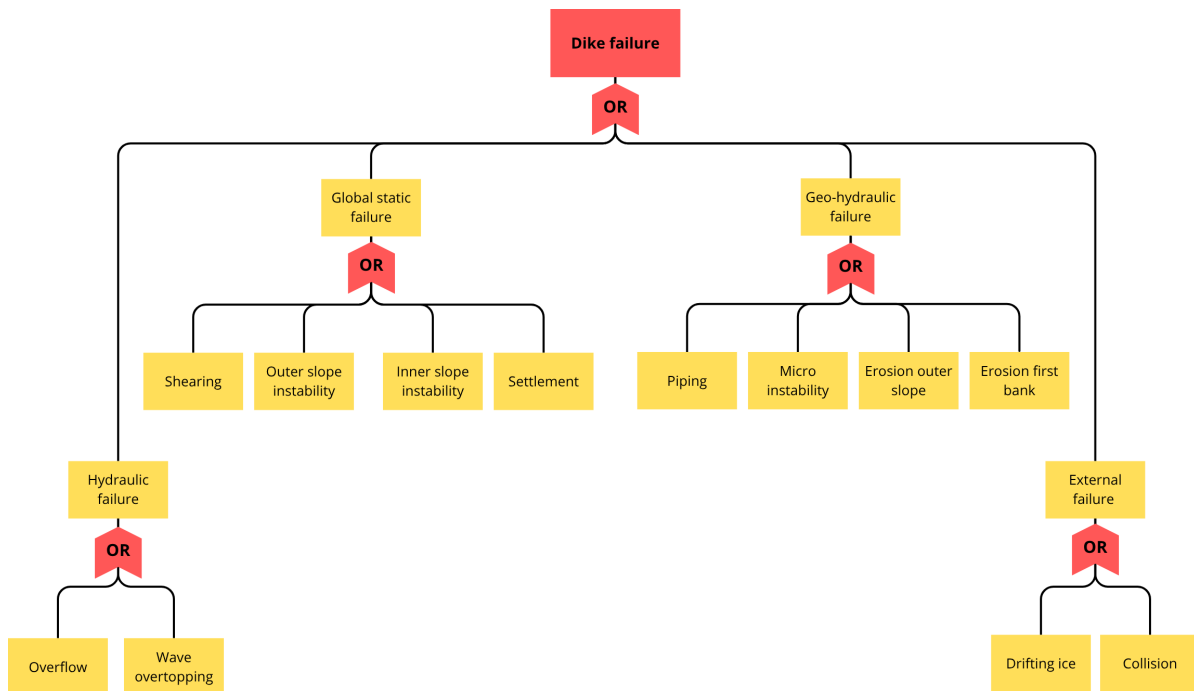 Dike failure
OR
Global static
failure
Geo-hydraulic
failure
OR
OR
Shearing
Outer slope
instability
Inner slope
instability
Settlement
Piping
Micro
instability
Erosion outer
slope
Erosion first
bank
Hydraulic
failure
External
failure
OR
OR
Overflow
Wave
overtopping
Drifting ice
Collision